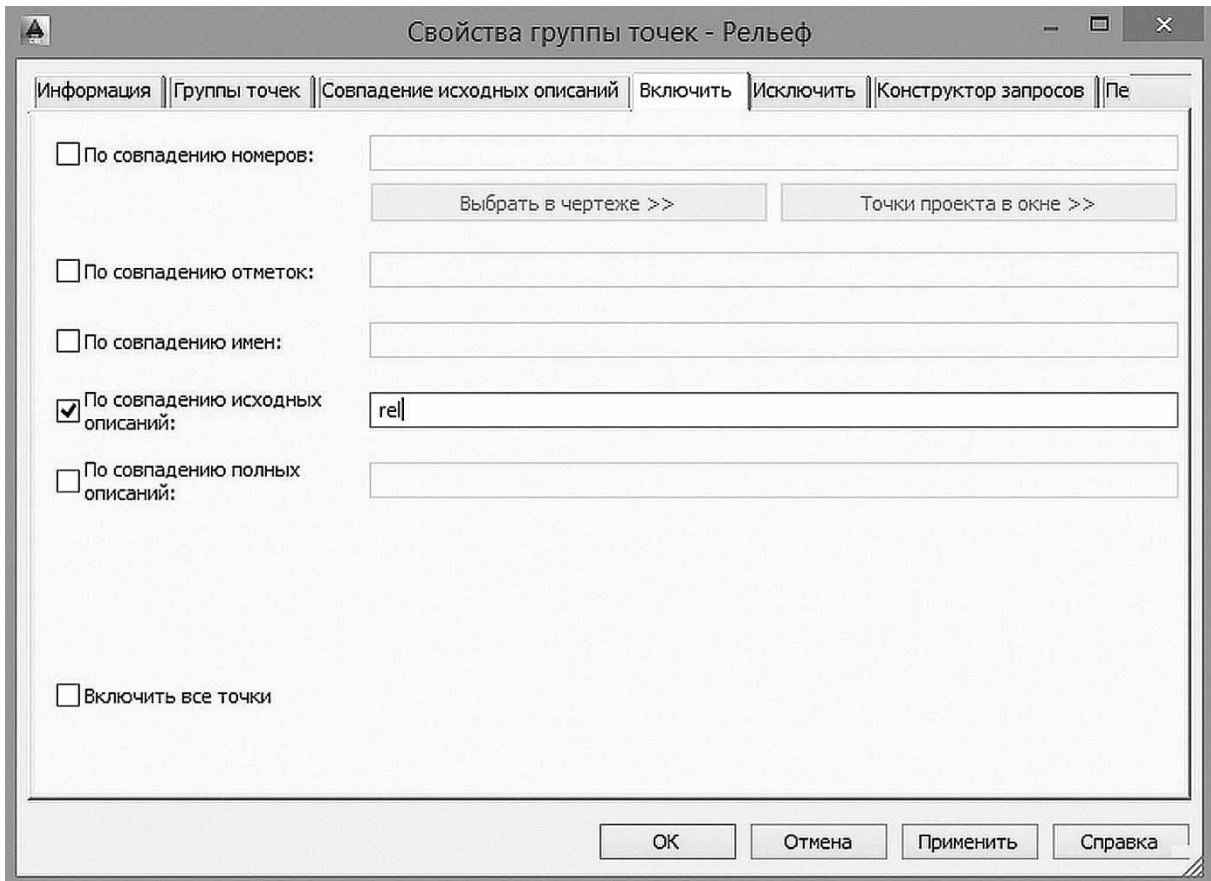 Свойства группы точек - Рельеф
Информация Группы точек Совпадение исходных описаний Включить Исключить Конструктор запросов Пе
По совпадению номеров:
Выбрать в чертеже >> Точки проекта в окне >>
По совпадению отметок:
По совпадению имен:
По совпадению исходных
описаний:
rel
По совпадению полных
описаний:
Включить все точки
ОК Отмена Применить Справка